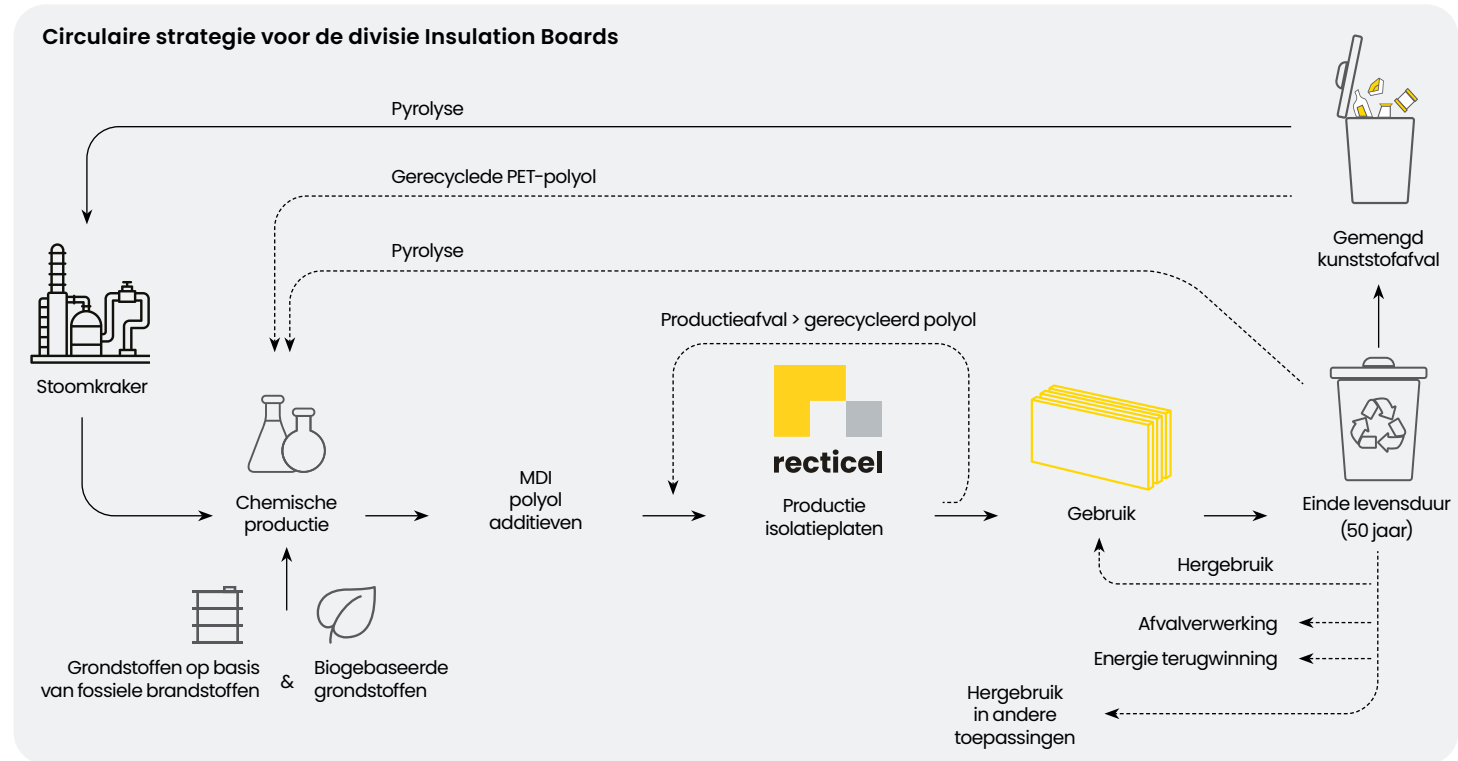 Circulaire strategie voor de divisie Insulation Boards
Pyrolyse
Gerecyclede PET-polyol
Pyrolyse
Gemengd
kunststofafval
Productieafval > gerecycleerd polyol
Stoomkraker
recticel
Chemische
productie
MDI
polyol
additieven
Productie
isolatieplaten
Gebruik
Einde levensduur
(50 jaar)
Hergebruik
Afvalverwerking
Energie terugwinning
Grondstoffen op basis
van fossiele brandstoffen
&
Biogebaseerde
grondstoffen
Hergebruik
in andere
toepassingen